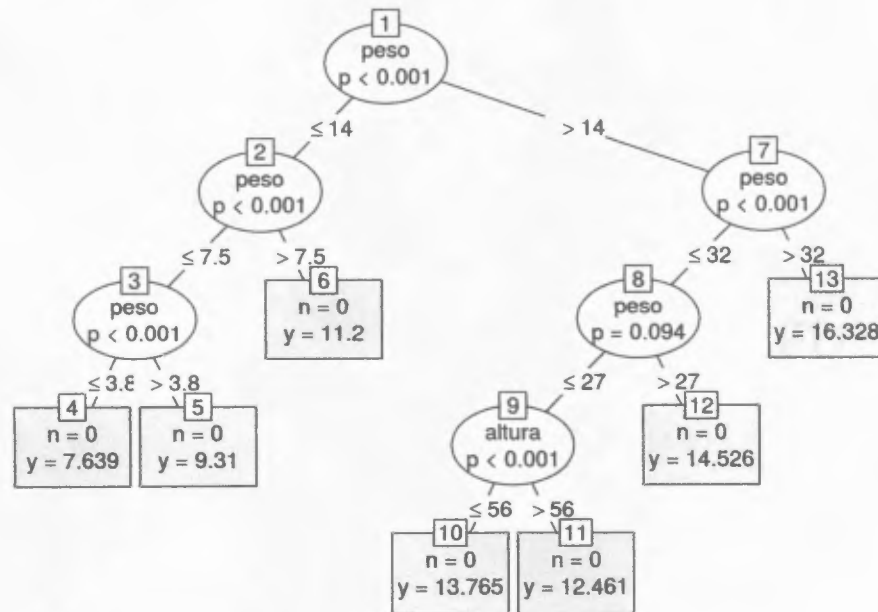 1
peso
p < 0.001
≤ 14
> 14
2
peso
p < 0.001
7
peso
p < 0.001
≤ 7.5
> 7.5
≤ 32
> 32
3
peso
p < 0.001
6
n = 0
y = 11.2
8
peso
p = 0.094
13
n = 0
y = 16.328
≤ 3.8
> 3.8
≤ 27
> 27
4
n = 0
y = 7.639
5
n = 0
y = 9.31
9
altura
p < 0.001
12
n = 0
y = 14.526
≤ 56
> 56
10
n = 0
y = 13.765
11
n = 0
y = 12.461